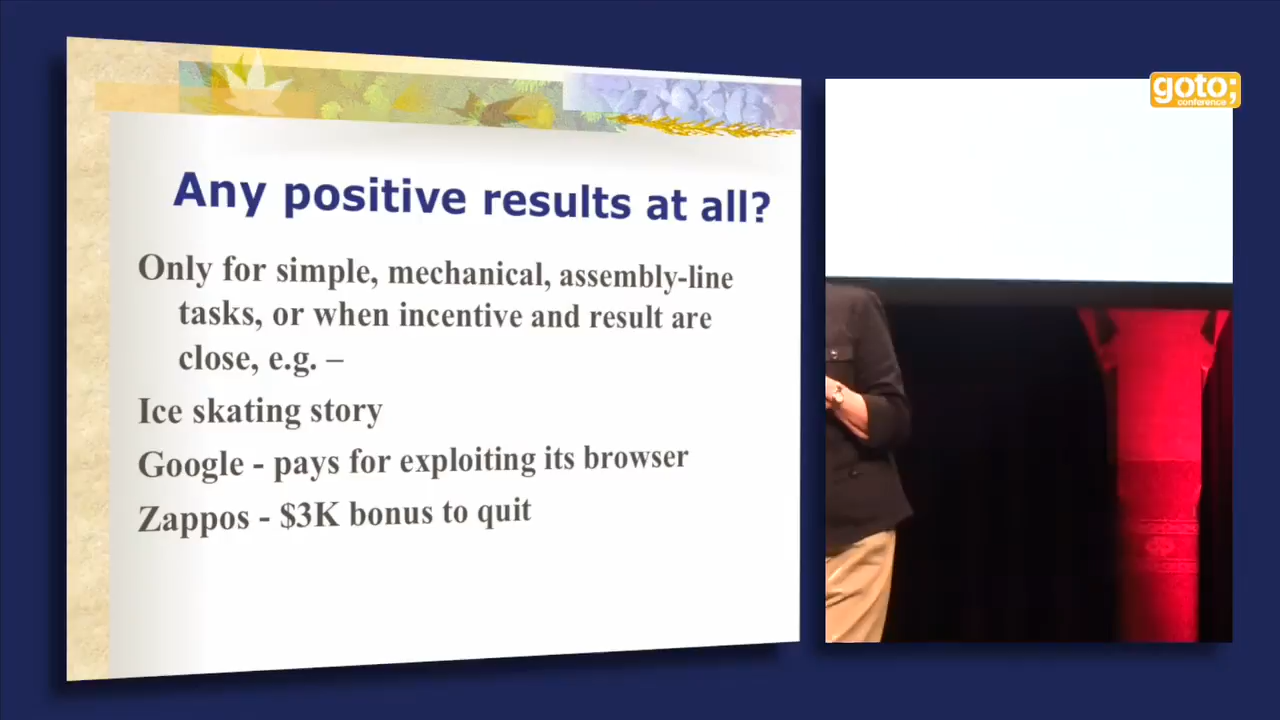 goto;
conference
Any positive results at all?
Only for simple, mechanical, assembly-line
tasks, or when incentive and result are
close, e.g. –
Ice skating story
Google - pays for exploiting its browser
Zappos - $3K bonus to quit